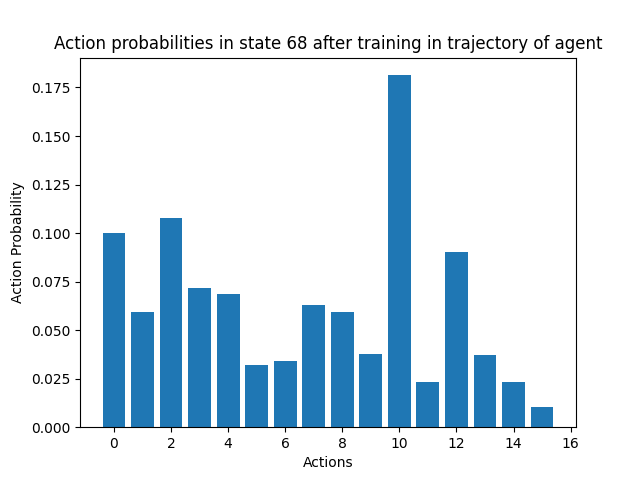 Action probabilities in state 68 after training in trajectory of agent
0.175
0.150
0.125
0.100
0.075
0.050
0.025
0.000
Action Probability
0 2 4 6 8 10 12 14 16
Actions